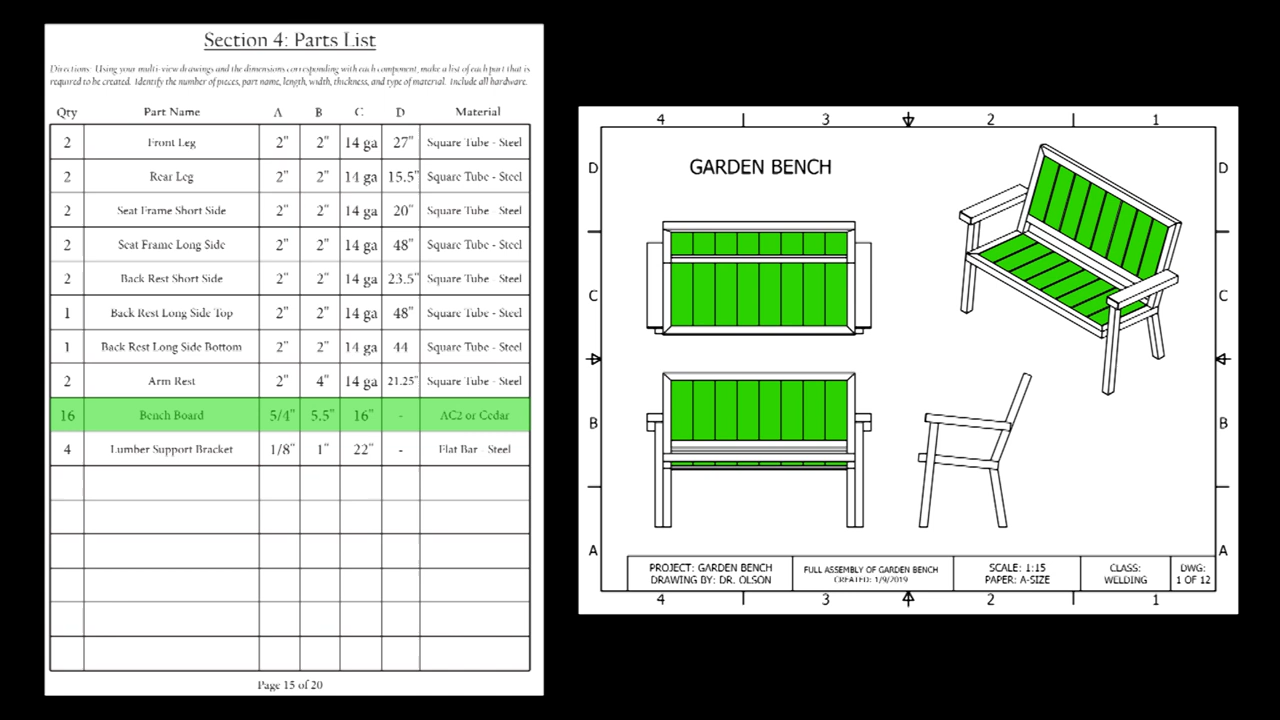 Section 4: Parts List
Directions: Using your multi-view drawings and the dimensions corresponding with each component, make a list of each part that is
required to be created. Identify the number of pieces, part name, length, width, thickness, and type of material. Include all hardware.
Qty Part Name A B C D Material
2 Front Leg 2" 2" 14 ga 27" Square Tube - Steel
2 Rear Leg 2" 2" 14 ga 15.5" Square Tube - Steel
2 Seat Frame Short Side 2" 2" 14 ga 20" Square Tube - Steel
2 Seat Frame Long Side 2" 2" 14 ga 48" Square Tube - Steel
2 Back Rest Short Side 2" 2" 14 ga 23.5" Square Tube - Steel
1 Back Rest Long Side Top 2" 2" 14 ga 48" Square Tube - Steel
1 Back Rest Long Side Bottom 2" 2" 14 ga 44 Square Tube - Steel
2 Arm Rest 2" 4" 14 ga 21.25" Square Tube - Steel
16 Bench Board 5/4" 5.5" 16" - AC2 or Cedar
4 Lumber Support Bracket 1/8" 1" 22" - Flat Bar - Steel
Page 15 of 20
4 3 2 1
D D
GARDEN BENCH
C C
B B
A A
PROJECT: GARDEN BENCH
DRAWING BY: DR. OLSON
FULL ASSEMBLY OF GARDEN BENCH
CREATED: 1/9/2019
SCALE: 1:15
PAPER: A-SIZE
CLASS:
WELDING
DWG:
1 OF 12
4 3 2 1